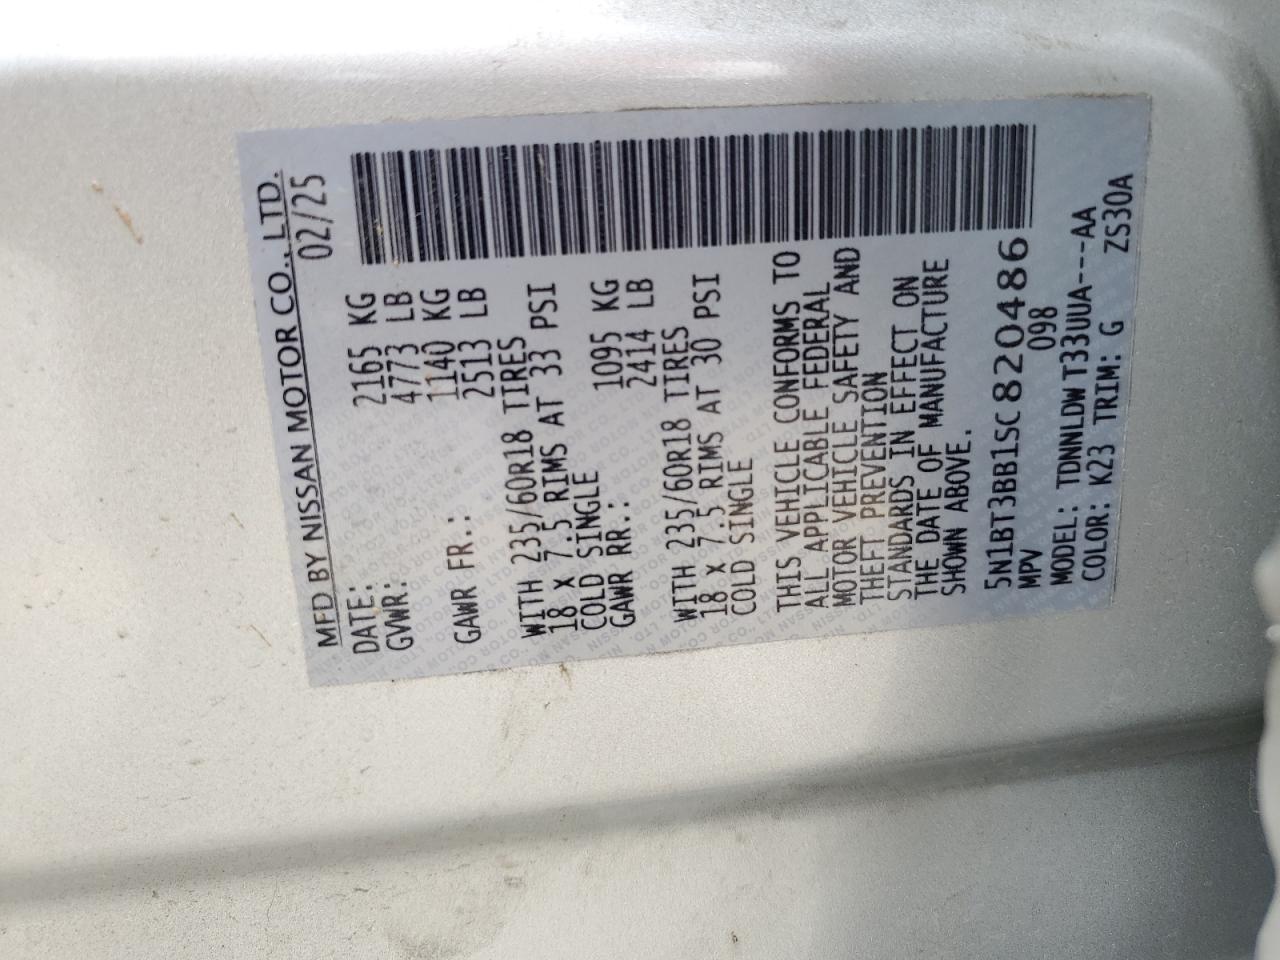 MFD BY NISSAN MOTOR CO., LTD.
DATE: 02/25
GVWR: 2165 KG
4773 LB
GAWR FR.: 1140 KG
2513 LB
WITH 235/60R18 TIRES
18 x 7.5 RIMS AT 33 PSI
COLD SINGLE
GAWR RR.: 1095 KG
2414 LB
WITH 235/60R18 TIRES
18 x 7.5 RIMS AT 30 PSI
COLD SINGLE
THIS VEHICLE CONFORMS TO
ALL APPLICABLE FEDERAL
MOTOR VEHICLE SAFETY AND
THEFT PREVENTION
STANDARDS IN EFFECT ON
THE DATE OF MANUFACTURE
SHOWN ABOVE.
5N1BT3BB1SC820486
MPV 098
MODEL: TDNNLDW T33UUA---AA
COLOR: K23 TRIM: G ZS30A